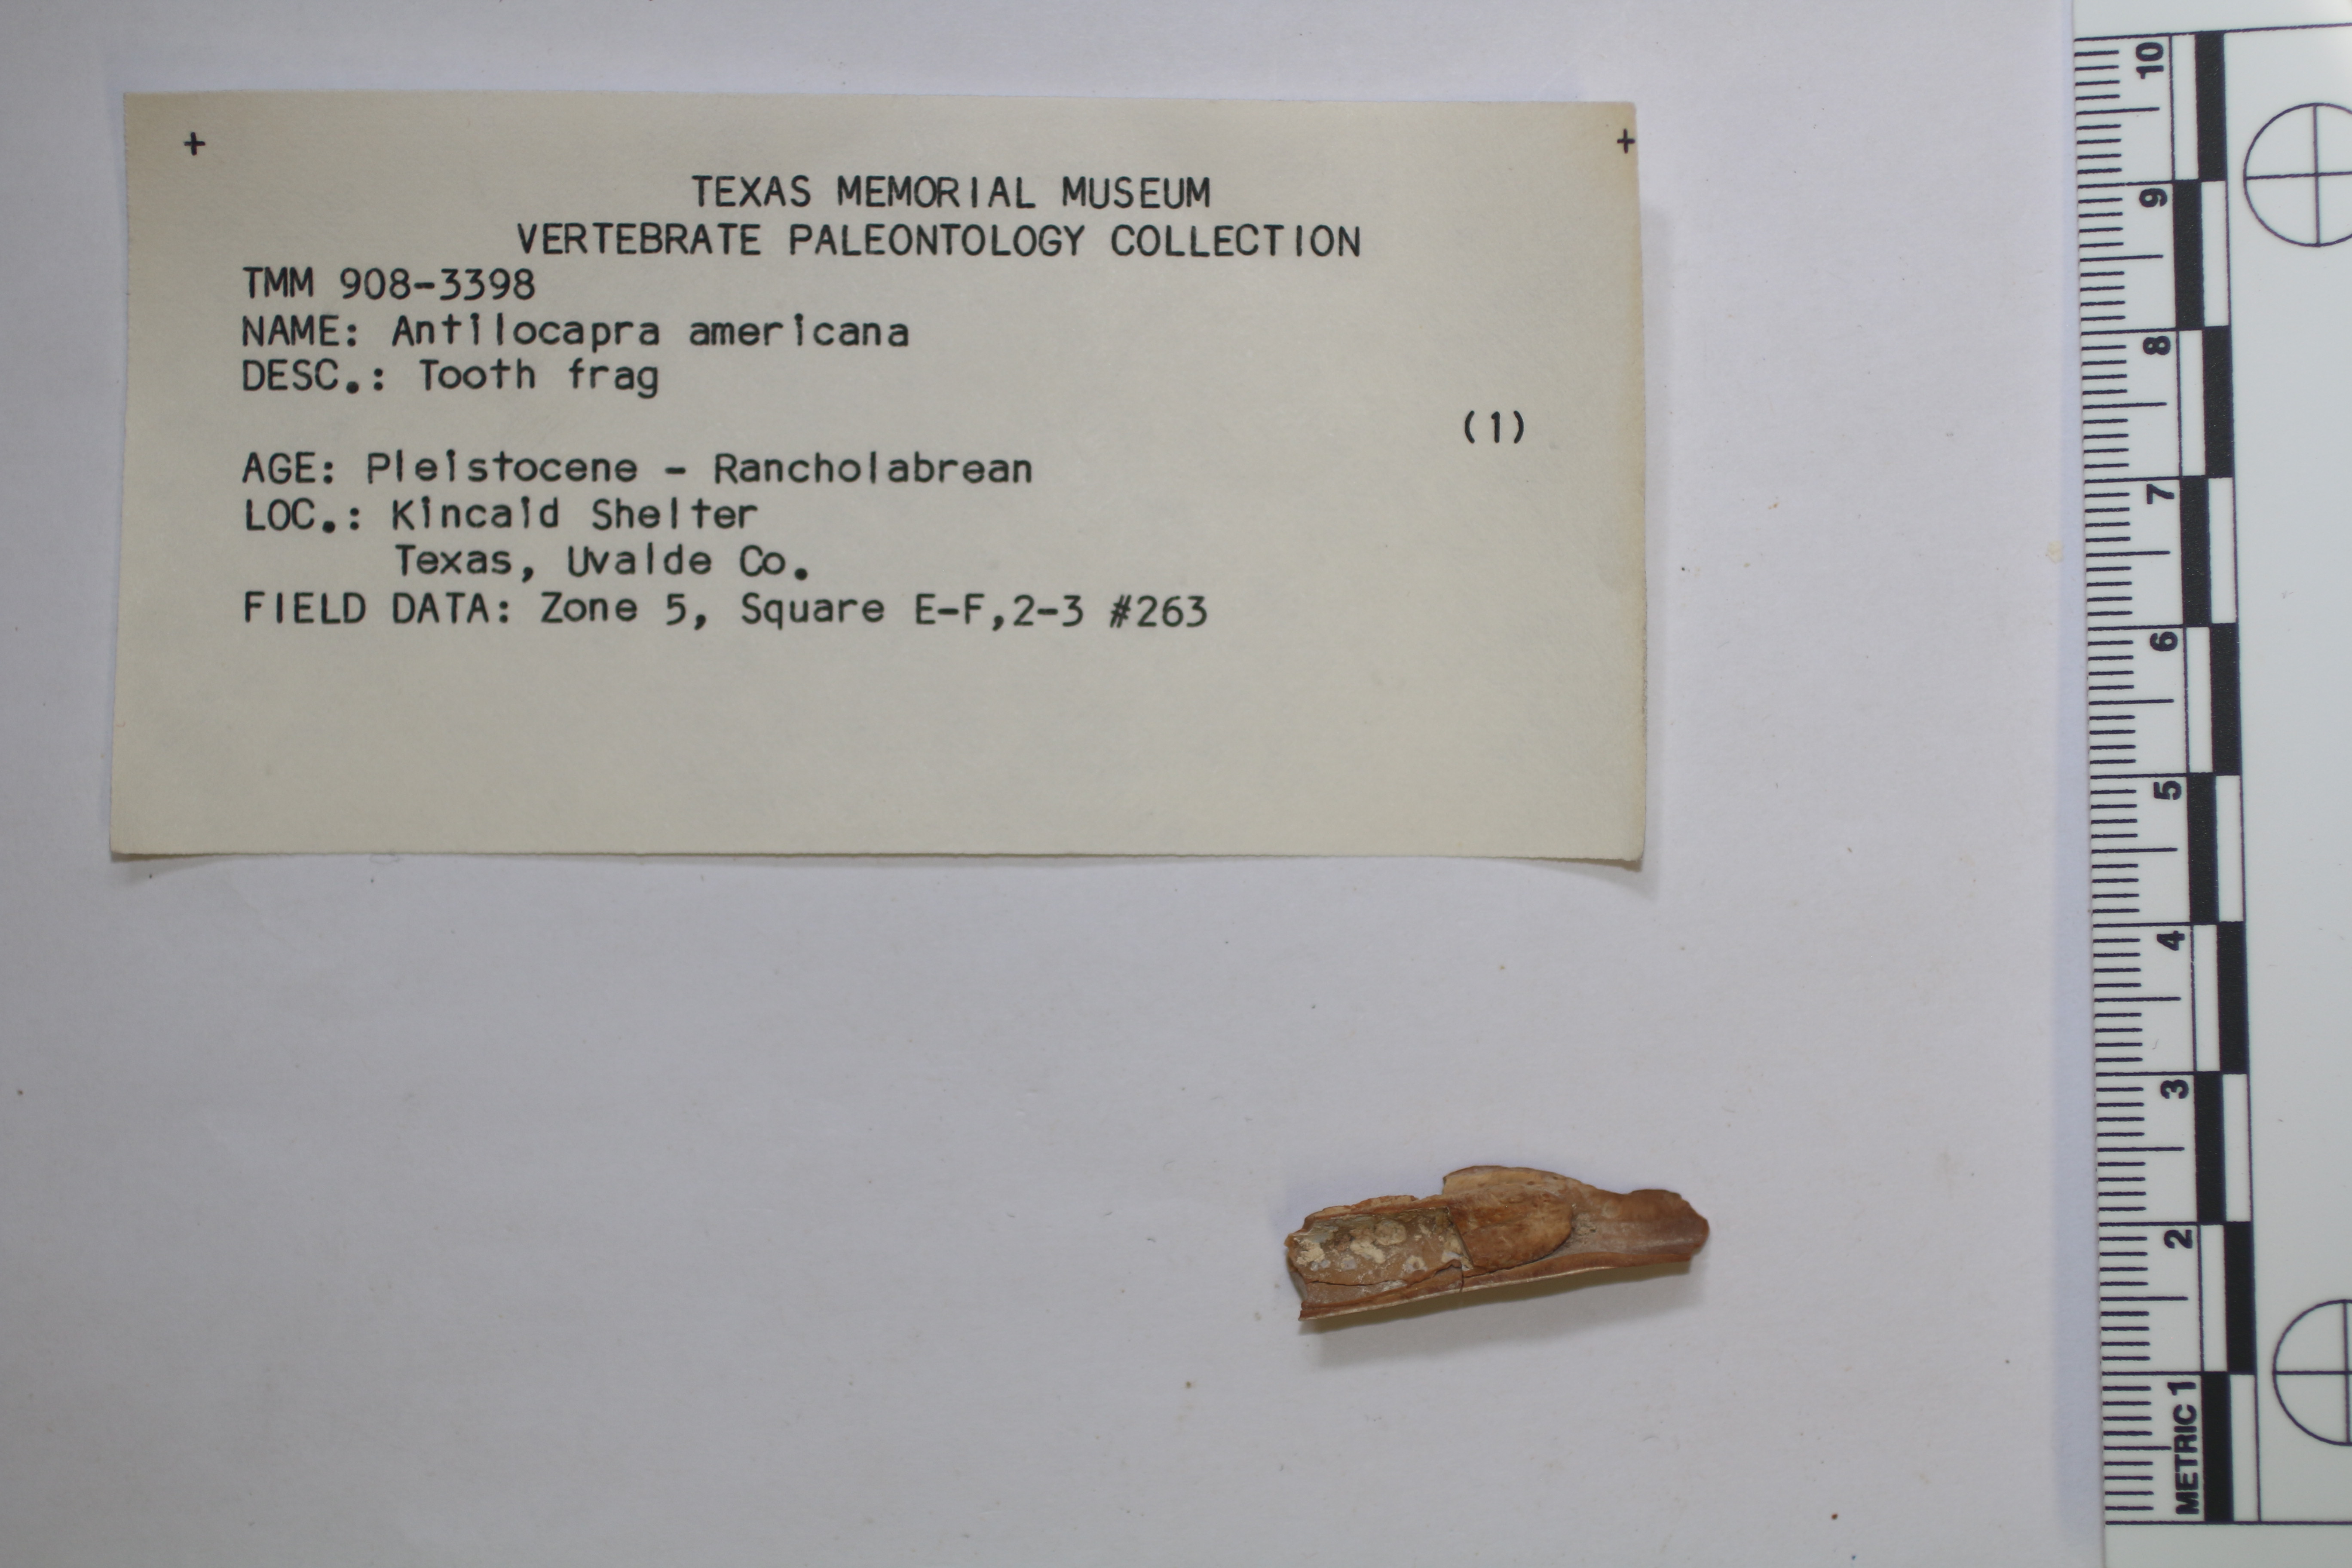 + +
TEXAS MEMORIAL MUSEUM
VERTEBRATE PALEONTOLOGY COLLECTION
TMM 908-3398
NAME: Antilocapra americana
DESC.: Tooth frag
(1)
AGE: Pleistocene - Rancholabrean
LOC.: Kincaid Shelter
Texas, Uvalde Co.
FIELD DATA: Zone 5, Square E-F,2-3 #263
10
9
8
7
6
5
4
3
2
METRIC 1